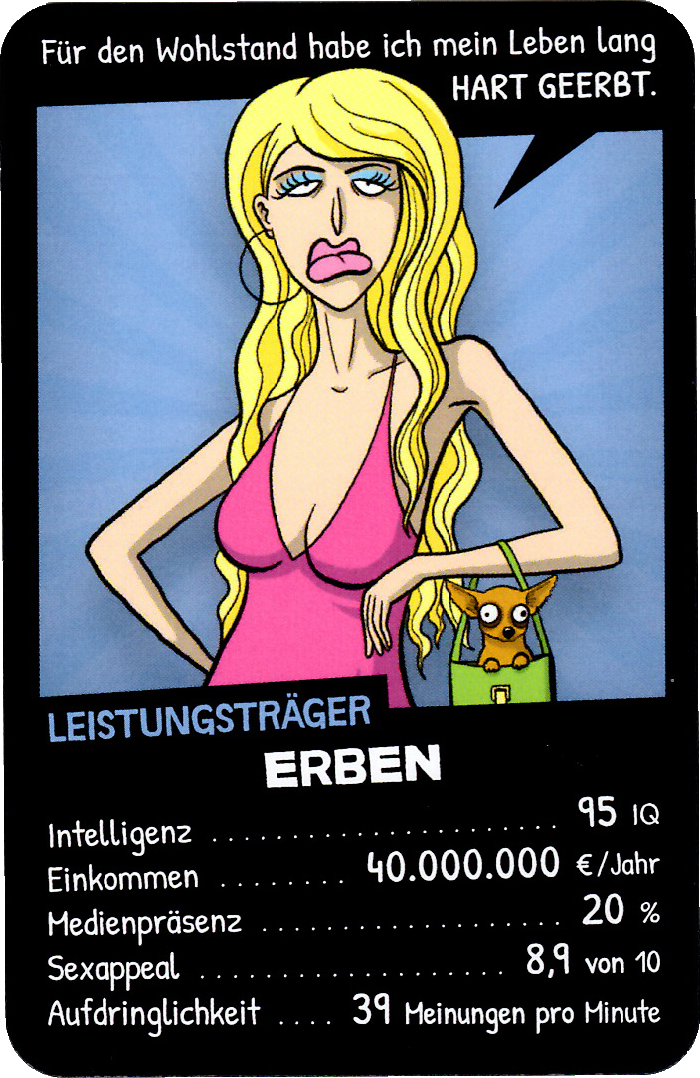 Für den Wohlstand habe ich mein Leben lang
HART GEERBT.
LEISTUNGSTRÄGER
ERBEN
Intelligenz ........................ 95 IQ
Einkommen ........ 40.000.000 €/Jahr
Medienpräsenz .................... 20 %
Sexappeal ...................... 8,9 von 10
Aufdringlichkeit .... 39 Meinungen pro Minute